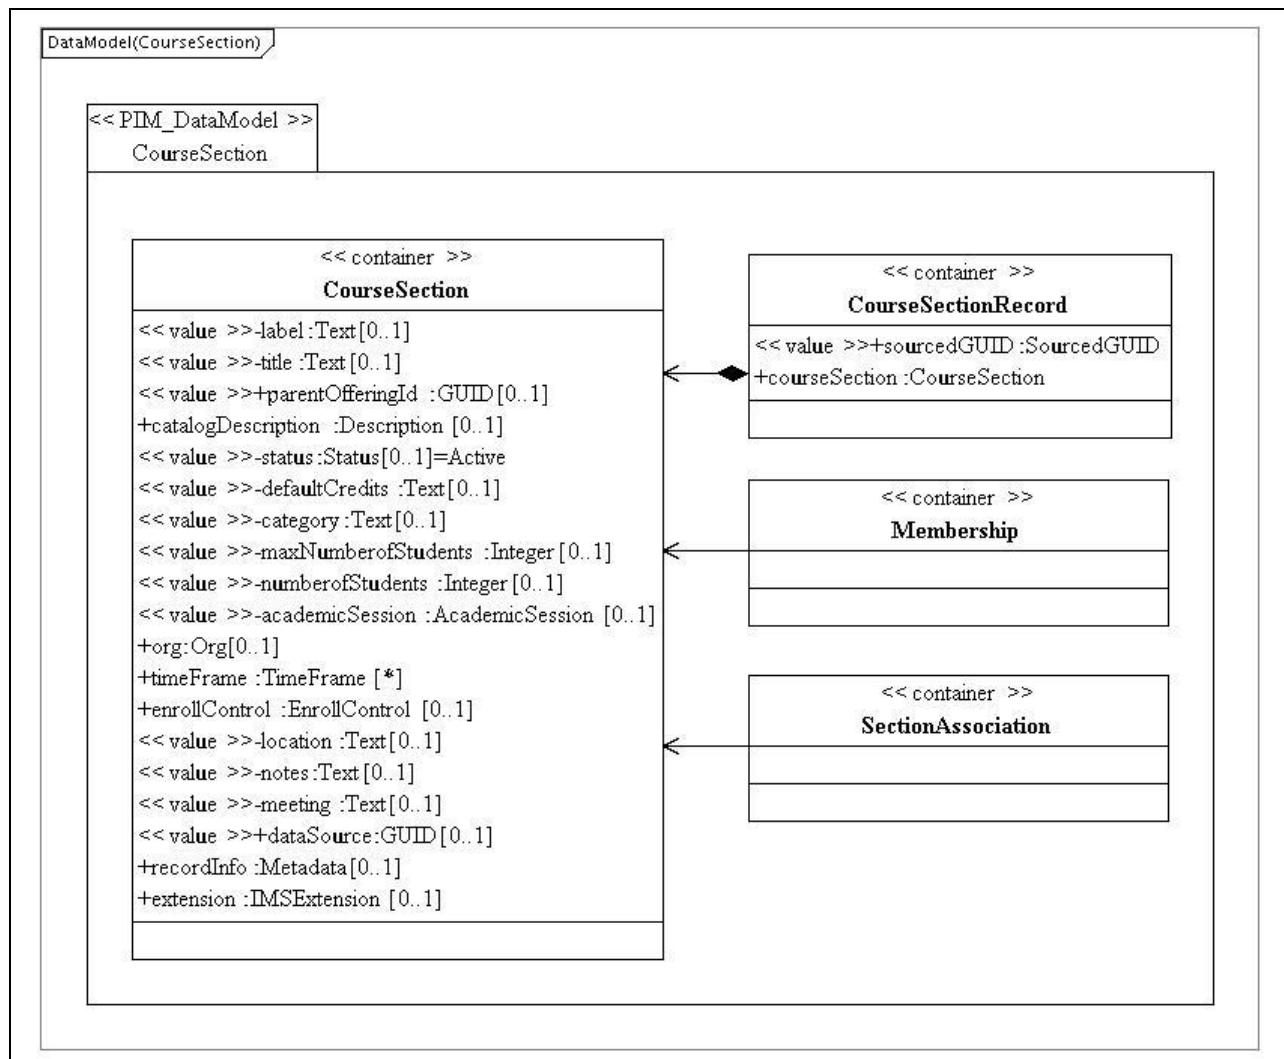 DataModel(CourseSection)
<< PIM_DataModel >>
CourseSection
<< container >>
CourseSection
<< value >>-label:Text[0..1]
<< value >>-title :Text[0..1]
<< value >>+parentOfferingId :GUID[0..1]
+catalogDescription :Description [0..1]
<< value >>-status:Status[0..1]=Active
<< value >>-defaultCredits :Text[0..1]
<< value >>-category:Text[0..1]
<< value >>-maxNumberofStudents :Integer[0..1]
<< value >>-numberofStudents :Integer[0..1]
<< value >>-academicSession :AcademicSession [0..1]
+org:Org[0..1]
+timeFrame :TimeFrame [*]
+enrollControl :EnrollControl [0..1]
<< value >>-location :Text[0..1]
<< value >>-notes:Text[0..1]
<< value >>-meeting :Text[0..1]
<< value >>+dataSource:GUID[0..1]
+recordInfo :Metadata[0..1]
+extension :IMSExtension [0..1]
<< container >>
CourseSectionRecord
<< value >>+sourcedGUID :SourcedGUID
+courseSection :CourseSection
<< container >>
Membership
<< container >>
SectionAssociation